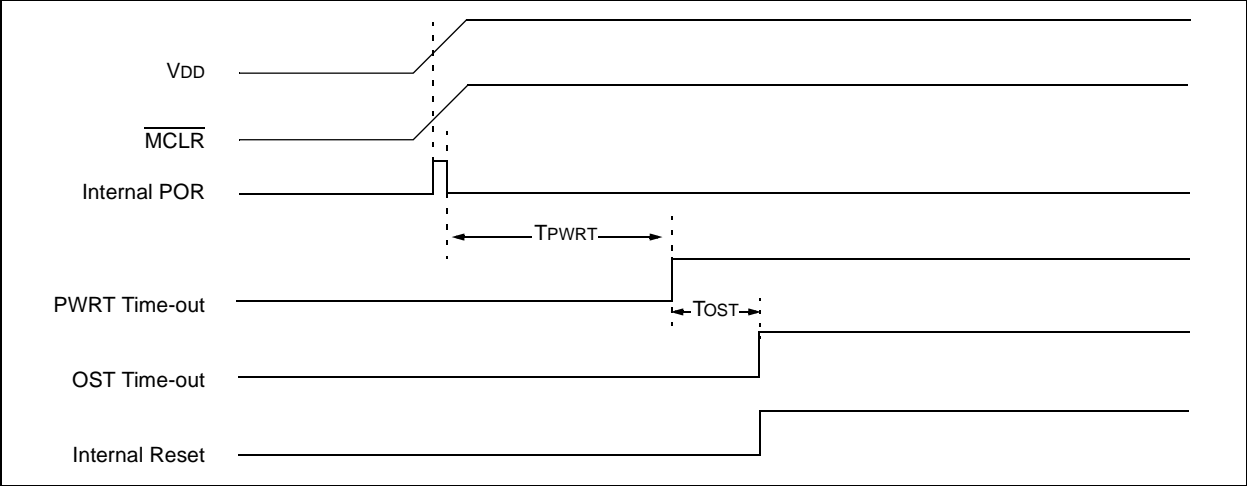 VDD
MCLR
Internal POR
TPWRT
PWRT Time-out
TOST
OST Time-out
Internal Reset